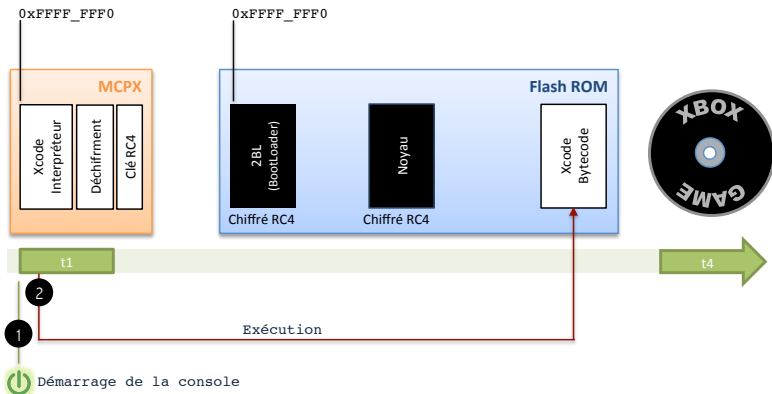 0xFFFF_FFF0
0xFFFF_FFF0
MCPX
Flash ROM
Xcode
Interpréteur
Déchifrment
Clé RC4
2BL
(BootLoader)
Noyau
Xcode
Bytecode
XBOX
GAME
Chiffré RC4
Chiffré RC4
t1
t4
2
1
Exécution
Démarrage de la console